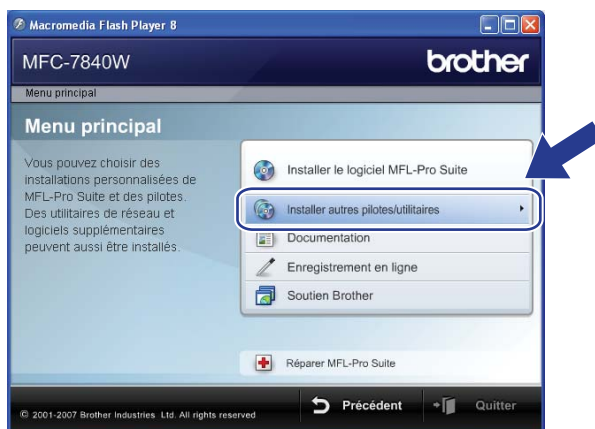 Macromedia Flash Player 8
MFC-7840W
brother
Menu principal
Menu principal
Vous pouvez choisir des
installations personnalisées de
MFL-Pro Suite et des pilotes.
Des utilitaires de réseau et
logiciels supplémentaires
peuvent aussi être installés.
Installer le logiciel MFL-Pro Suite
Installer autres pilotes/utilitaires
Documentation
Enregistrement en ligne
Soutien Brother
Réparer MFL-Pro Suite
© 2001-2007 Brother Industries Ltd. All rights reserved
Précédent
Quitter